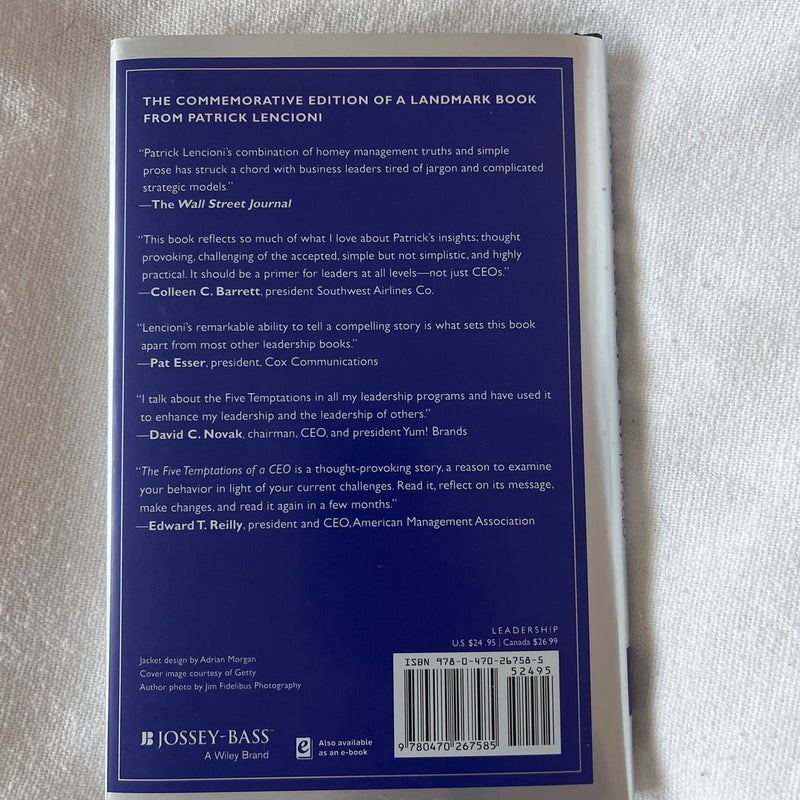 THE COMMEMORATIVE EDITION OF A LANDMARK BOOK
FROM PATRICK LENCIONI
“Patrick Lencioni’s combination of homey management truths and simple
prose has struck a chord with business leaders tired of jargon and complicated
strategic models.”
—The Wall Street Journal
“This book reflects so much of what I love about Patrick’s insights; thought
provoking, challenging of the accepted, simple but not simplistic, and highly
practical. It should be a primer for leaders at all levels—not just CEOs.”
—Colleen C. Barrett, president Southwest Airlines Co.
“Lencioni’s remarkable ability to tell a compelling story is what sets this book
apart from most other leadership books.”
—Pat Esser, president, Cox Communications
“I talk about the Five Temptations in all my leadership programs and have used it
to enhance my leadership and the leadership of others.”
—David C. Novak, chairman, CEO, and president Yum! Brands
“The Five Temptations of a CEO is a thought-provoking story, a reason to examine
your behavior in light of your current challenges. Read it, reflect on its message,
make changes, and read it again in a few months.”
—Edward T. Reilly, president and CEO, American Management Association
LEADERSHIP
U.S $24 .95 | Canada $26.99
Jacket design by Adrian Morgan
Cover image courtesy of Getty
Author photo by Jim Fidelibus Photography
ISBN 978-0-470-26758-5
52495
9 780470 267585
JOSSEY-BASS™
A Wiley Brand
e
Also available
as an e-book